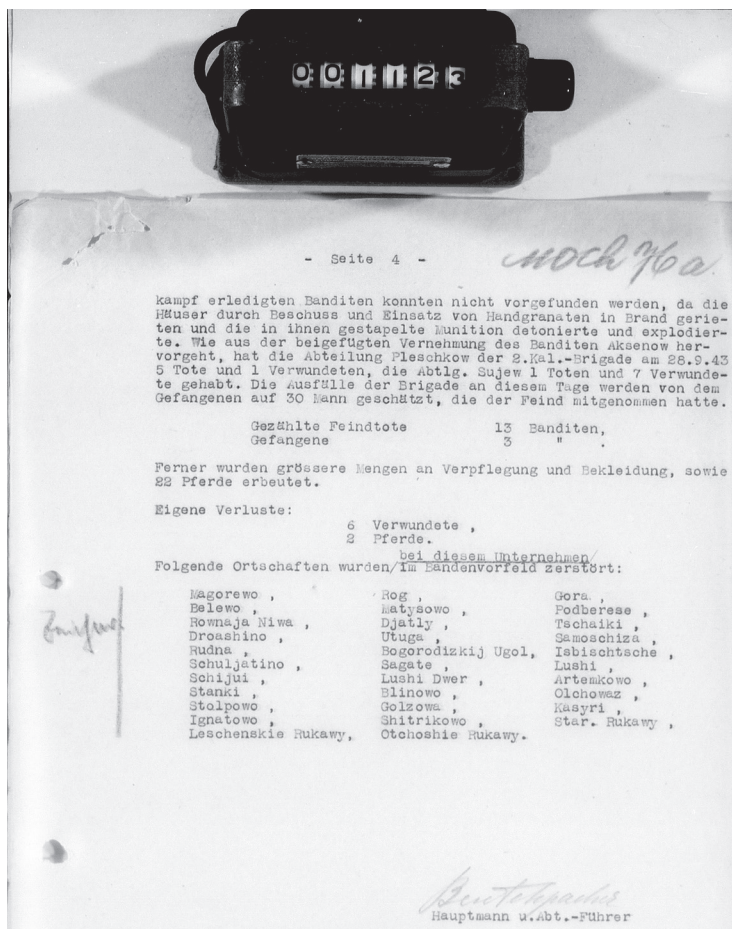 001123
- Seite 4 -
noch 76a
kampf erledigten Banditen konnten nicht vorgefunden werden, da die
Häuser durch Beschuss und Einsatz von Handgranaten in Brand gerie-
ten und die in ihnen gestapelte Munition detonierte und explodier-
te. Wie aus der beigefügten Vernehmung des Banditen Aksenow her-
vorgeht, hat die Abteilung Pleschkow der 2.Kal.-Brigade am 28.9.43
5 Tote und 1 Verwundeten, die Abtlg. Sujew 1 Toten und 7 Verwunde-
te gehabt. Die Ausfälle der Brigade an diesem Tage werden von dem
Gefangenen auf 30 Mann geschätzt, die der Feind mitgenommen hatte.
Gezählte Feindtote 13 Banditen,
Gefangene 3 " .
Ferner wurden grössere Mengen an Verpflegung und Bekleidung, sowie
22 Pferde erbeutet.
Eigene Verluste:
6 Verwundete ,
2 Pferde.
bei diesem Unternehmen/
Folgende Ortschaften wurden/im Bandenvorfeld zerstört:
Magorewo , Rog , Gora ,
Belewo , Matysowo , Podberese ,
Rownaja Niwa , Djatly , Tschaiki ,
Droashino , Utuga , Samoschiza ,
Rudna , Bogorodizkij Ugol, Isbischtsche ,
Schuljatino , Sagate , Lushi ,
Schijui , Lushi Dwer , Artemkowo ,
Stanki , Blinowo , Olchowaz ,
Stolpowo , Golzowa , Kasyri ,
Ignatowo , Shitrikowo , Star. Rukawy ,
Leschenskie Rukawy, Otchoshie Rukawy.
Hauptmann u.Abt.-Führer